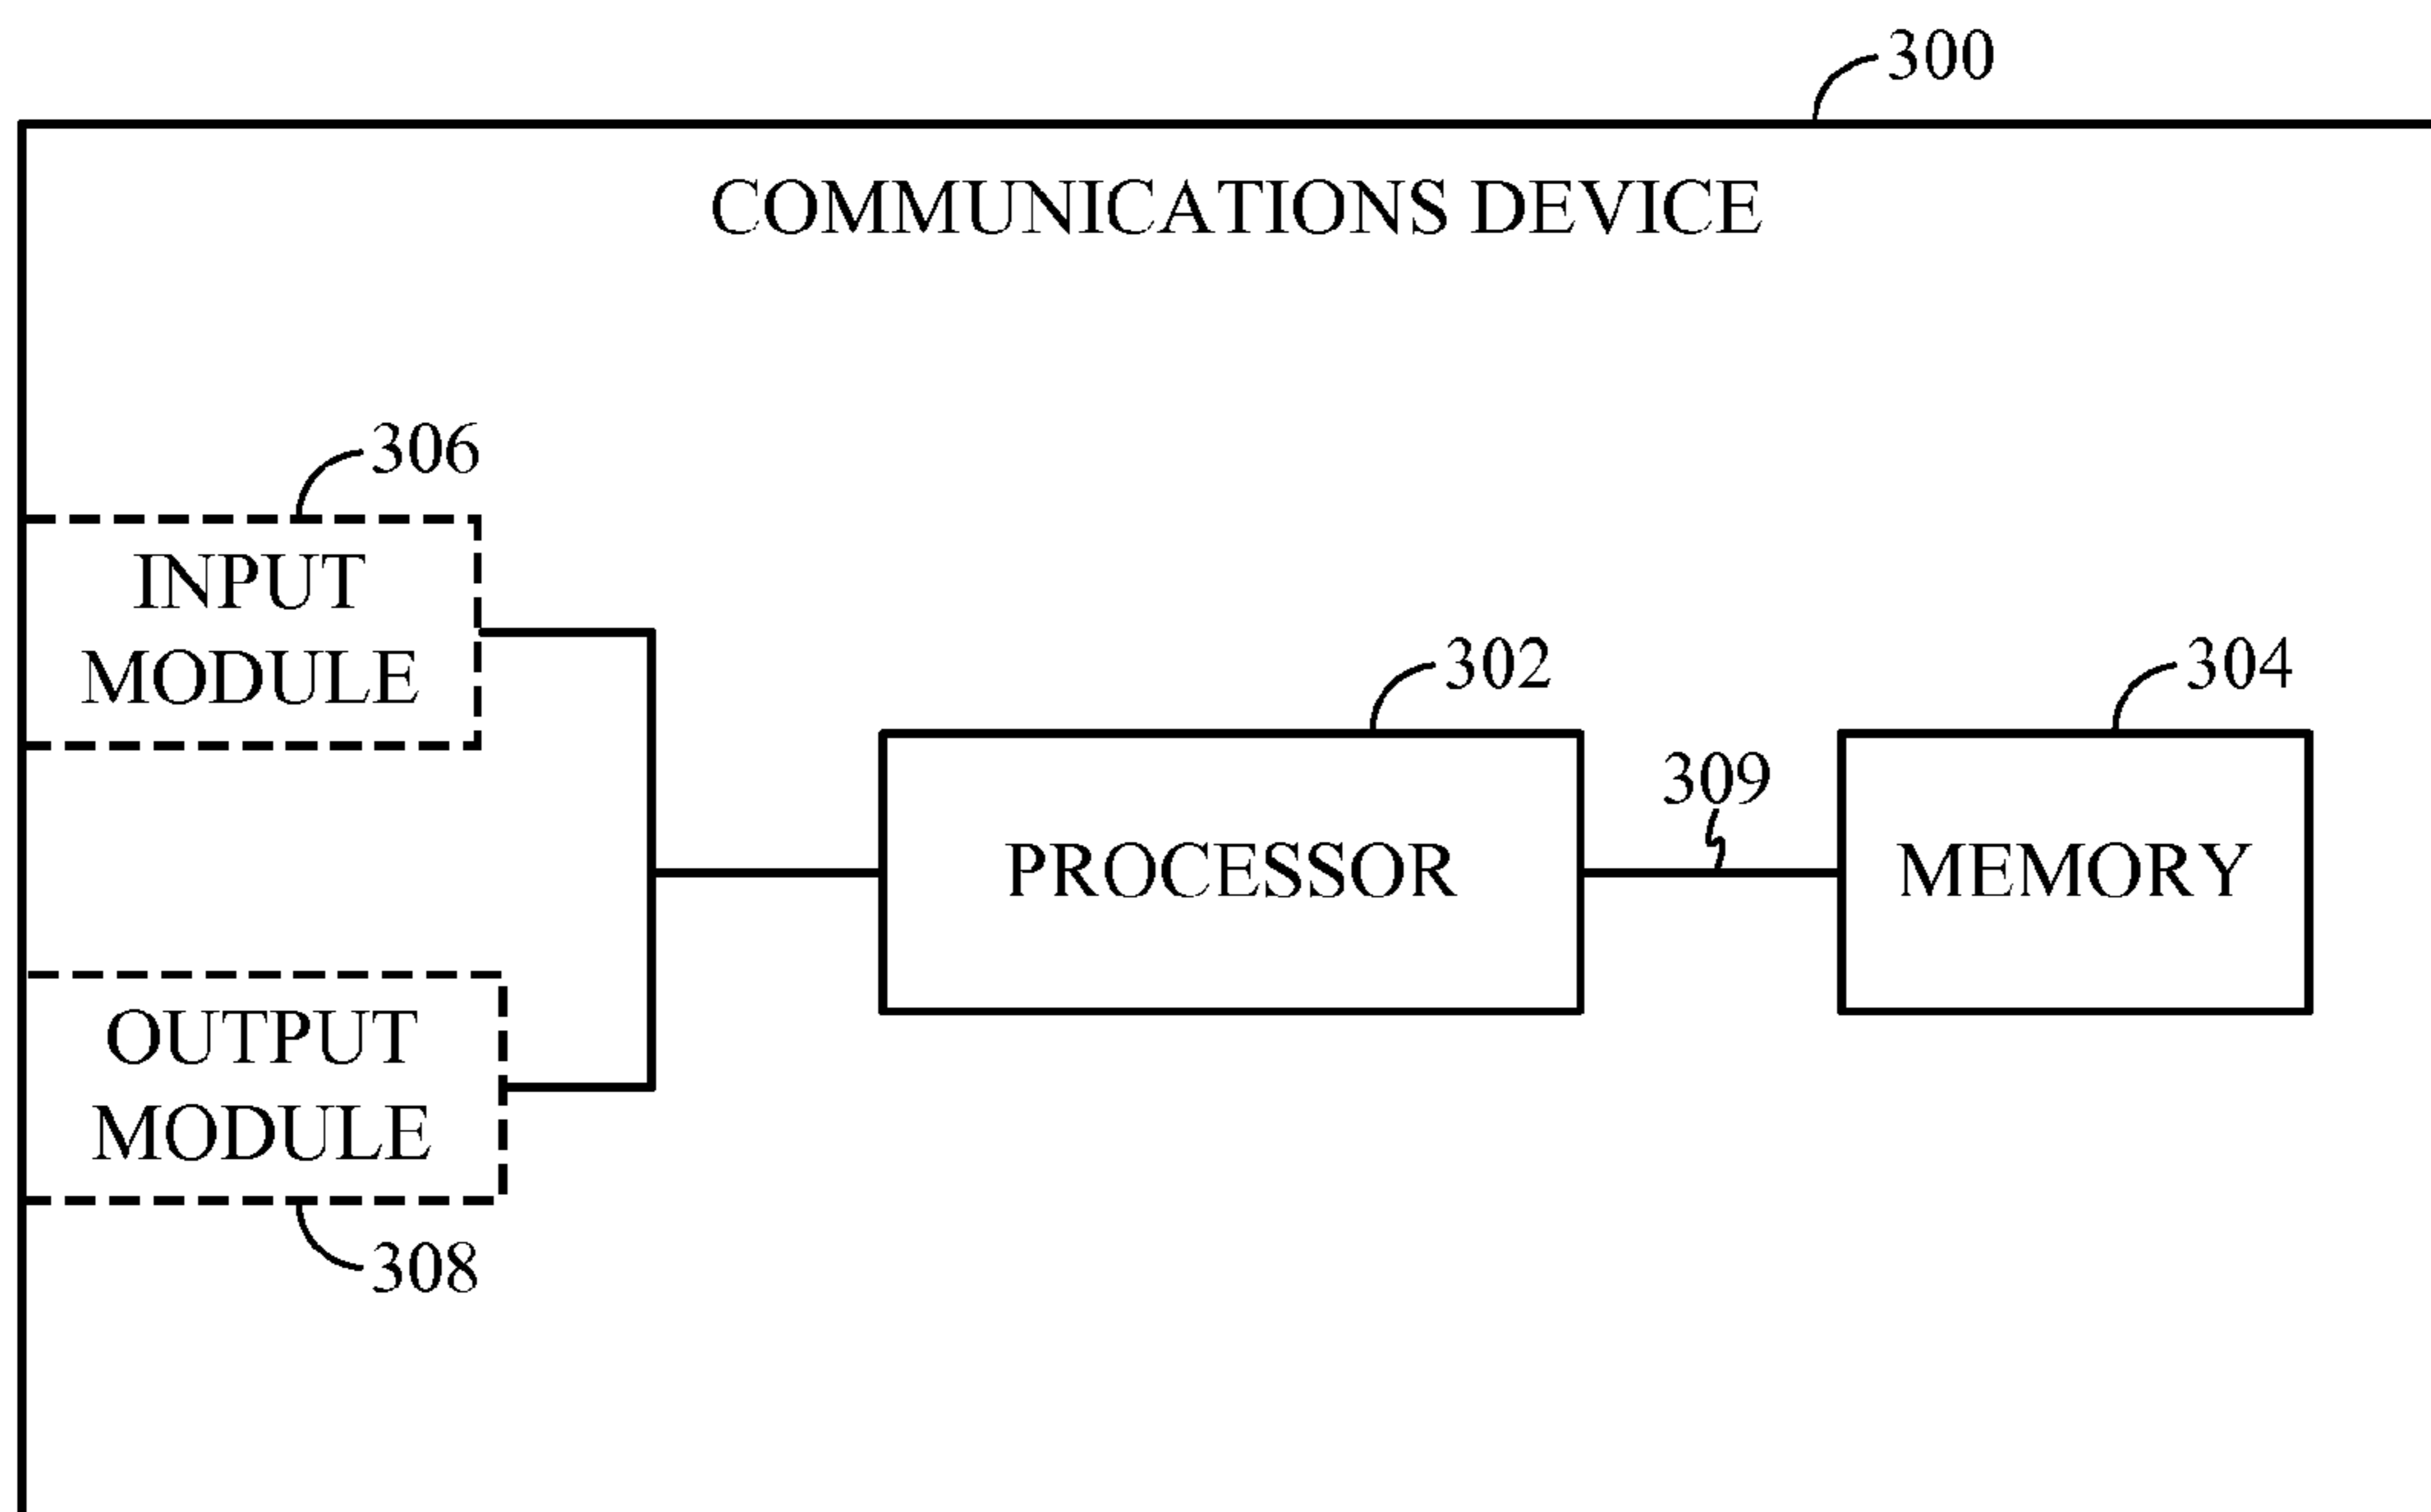 300
COMMUNICATIONS DEVICE
306
INPUT
MODULE
302
304
309
PROCESSOR
MEMORY
OUTPUT
MODULE
308